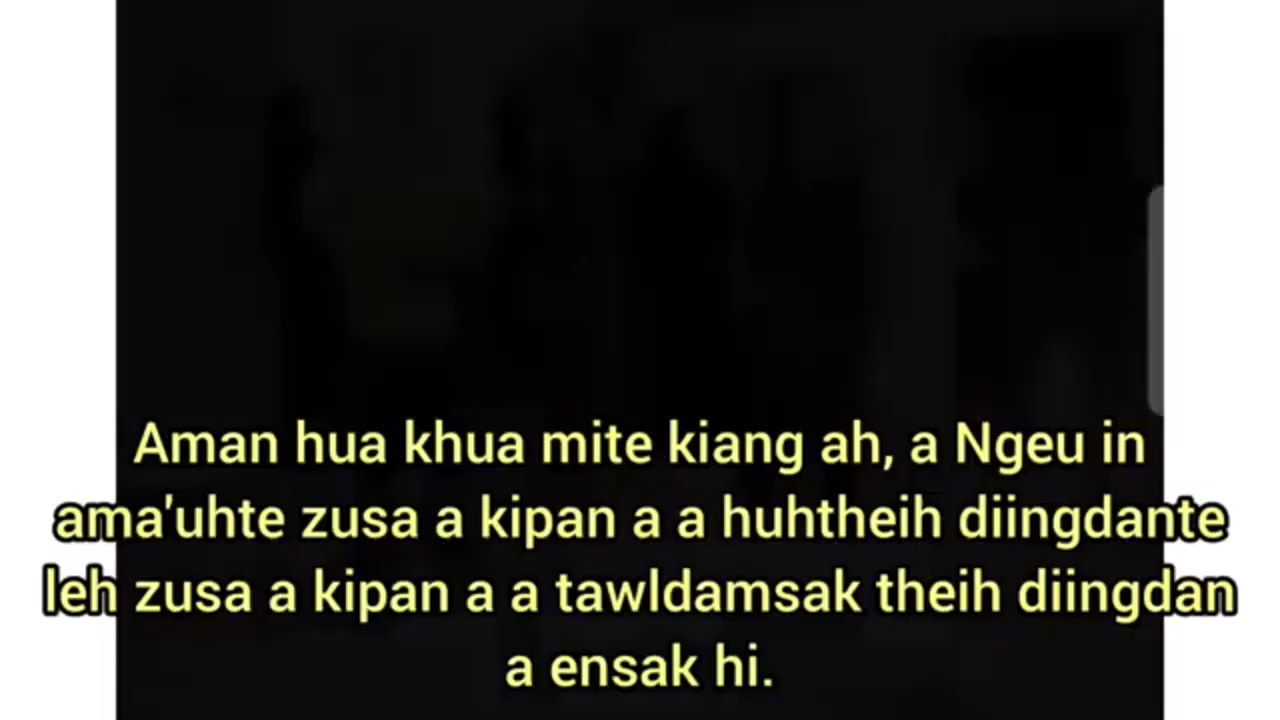 Aman hua khua mite kiang ah, a Ngeu in
ama'uhte zusa a kipan a a huhtheih diingdante
leh zusa a kipan a a tawldamsak theih diingdan
a ensak hi.